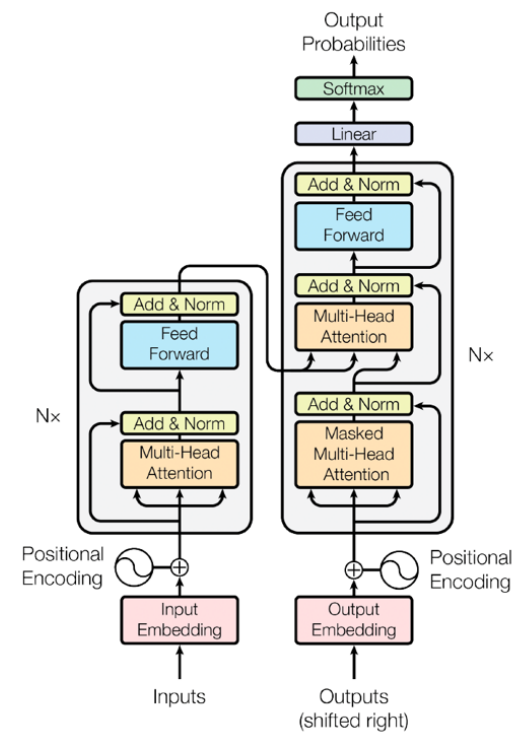 Output
Probabilities
Softmax
Linear
Add & Norm
Feed
Forward
Add & Norm
Multi-Head
Attention
Add & Norm
Masked
Multi-Head
Attention
Nx
Add & Norm
Feed
Forward
Add & Norm
Multi-Head
Attention
Nx
Positional
Encoding
Positional
Encoding
Input
Embedding
Output
Embedding
Inputs
Outputs
(shifted right)